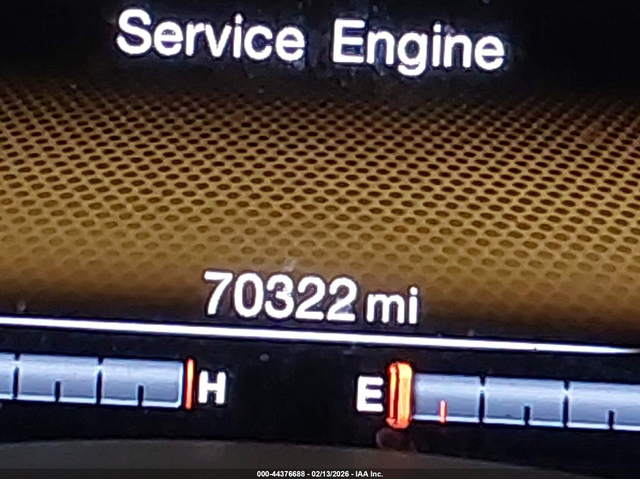 Service Engine
70322 mi
H E
000-44376688 - 02/13/2026 - IAA Inc.